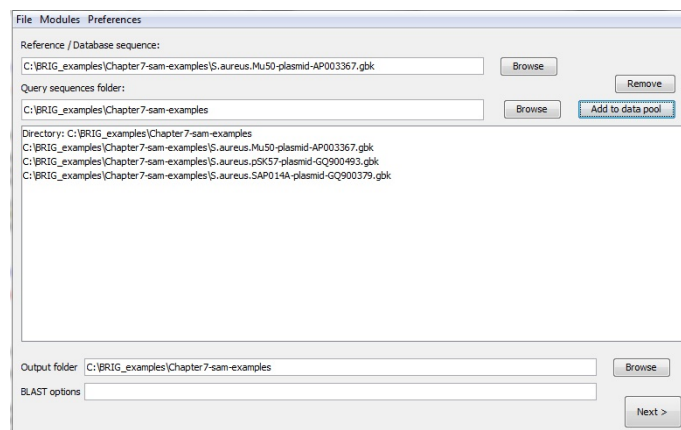 File Modules Preferences
Reference / Database sequence:
C:\BRIG_examples\Chapter7-sam-examples\S.aureus.Mu50-plasmid-AP003367.gbk
Browse
Remove
Query sequences folder:
C:\BRIG_examples\Chapter7-sam-examples
Browse
Add to data pool
Directory: C:\BRIG_examples\Chapter7-sam-examples
C:\BRIG_examples\Chapter7-sam-examples\S.aureus.Mu50-plasmid-AP003367.gbk
C:\BRIG_examples\Chapter7-sam-examples\S.aureus.pSK57-plasmid-GQ900493.gbk
C:\BRIG_examples\Chapter7-sam-examples\S.aureus.SAP014A-plasmid-GQ900379.gbk
Output folder
C:\BRIG_examples\Chapter7-sam-examples
Browse
BLAST options
Next >